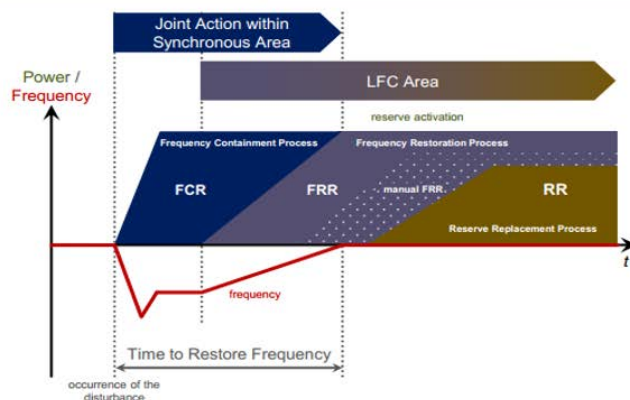 Joint Action within
Synchronous Area
LFC Area
Power /
Frequency
reserve activation
Frequency Containment Process
Frequency Restoration Process
FCR
FRR
manual FRR
RR
Reserve Replacement Process
t
frequency
Time to Restore Frequency
occurrence of the
disturbance